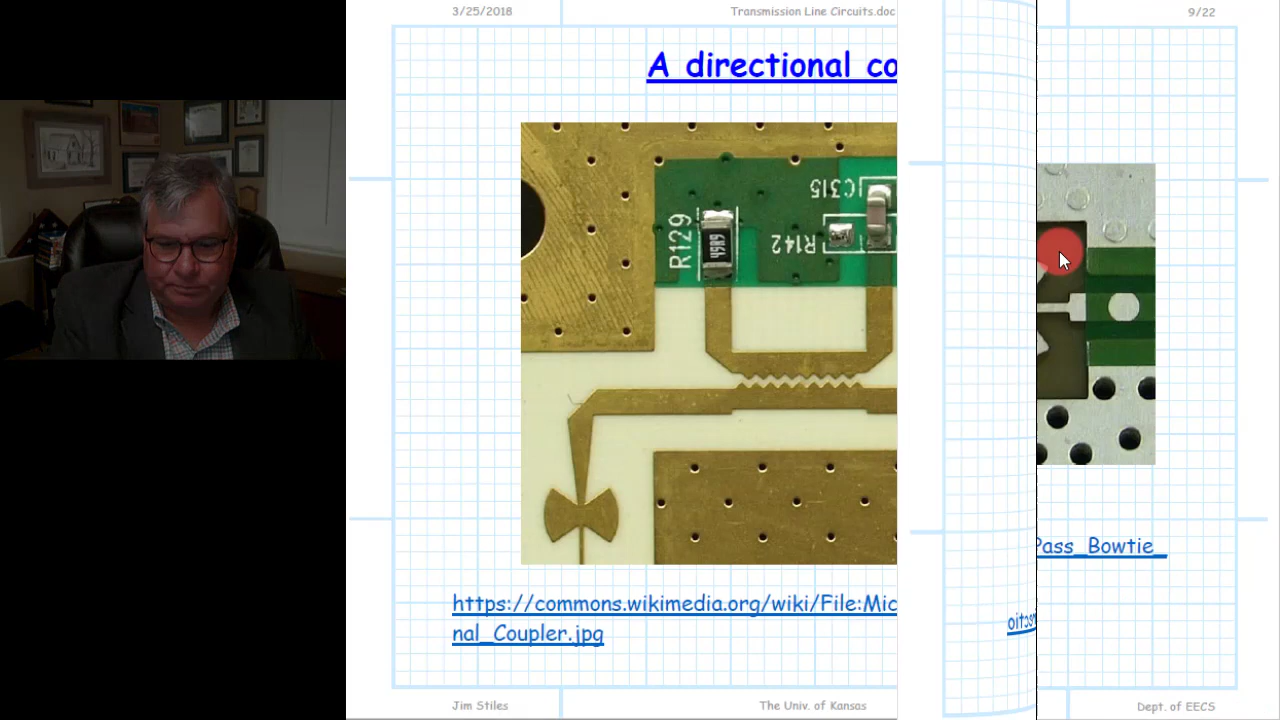 3/25/2018
Transmission Line Circuits.doc
9/22
A directional co
C315
R129
R142
49R9
https://commons.wikimedia.org/wiki/File:Mic
nal_Coupler.jpg
Pass_Bowtie_
Jim Stiles
The Univ. of Kansas
Dept. of EECS